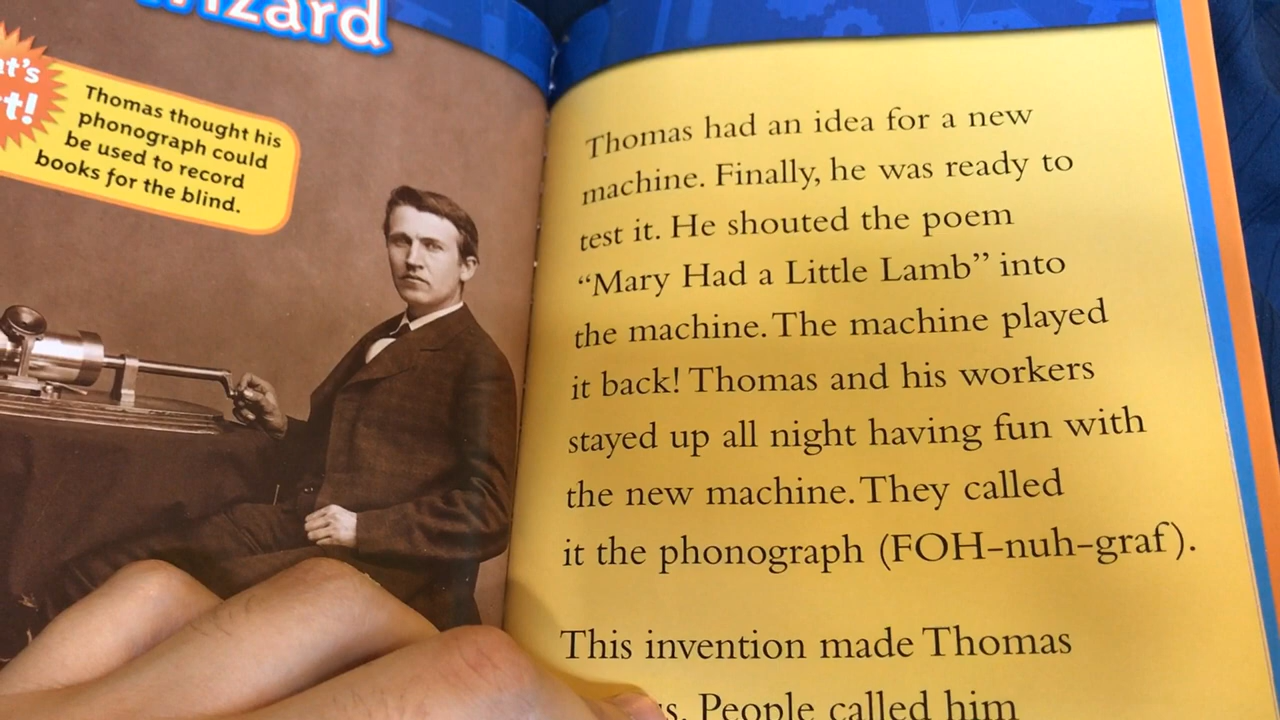 Thomas thought his
phonograph could
be used to record
books for the blind.
Thomas had an idea for a new
machine. Finally, he was ready to
test it. He shouted the poem
“Mary Had a Little Lamb” into
the machine. The machine played
it back! Thomas and his workers
stayed up all night having fun with
the new machine. They called
it the phonograph (FOH-nuh-graf).
This invention made Thomas
People called him